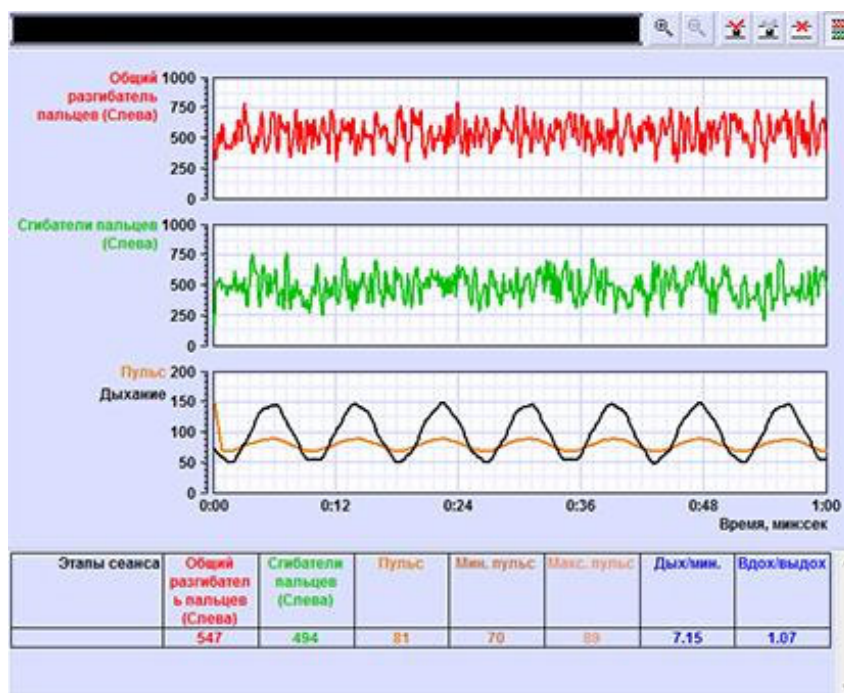 Общий
разгибатель
пальцев (Слева)
1000
750
500
250
0
Сгибатели пальцев
(Слева)
1000
750
500
250
0
Пульс
Дыхание
200
150
100
50
0
0:00 0:12 0:24 0:36 0:48 1:00
Время, мин:сек
Этапы сеанса
Общий
разгибател
ь пальцев
(Слева)
Сгибатели
пальцев
(Слева)
Пульс
Мин. пульс
Макс. пульс
Дых/мин.
Вдох/выдох
547 494 81 70 89 7.15 1.07